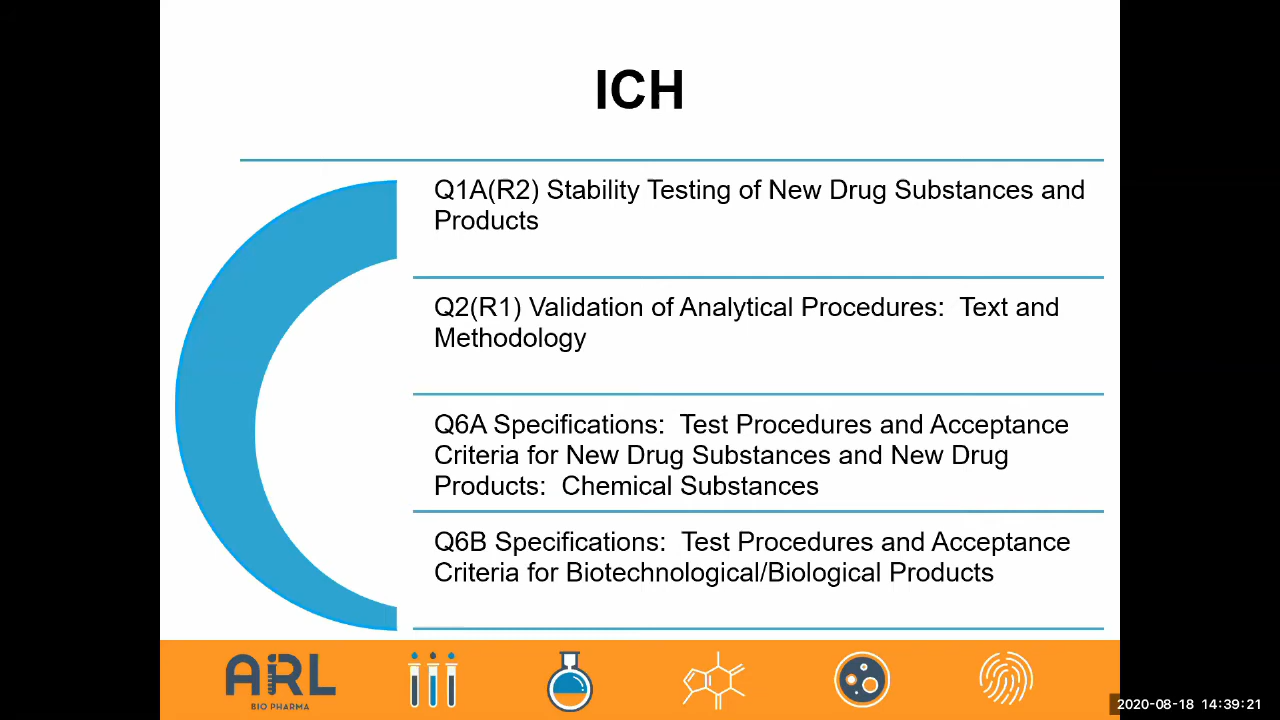 ICH
Q1A(R2) Stability Testing of New Drug Substances and
Products
Q2(R1) Validation of Analytical Procedures:  Text and
Methodology
Q6A Specifications:  Test Procedures and Acceptance
Criteria for New Drug Substances and New Drug
Products:  Chemical Substances
Q6B Specifications:  Test Procedures and Acceptance
Criteria for Biotechnological/Biological Products
ARL
BIO PHARMA
2020-08-18 14:39:21